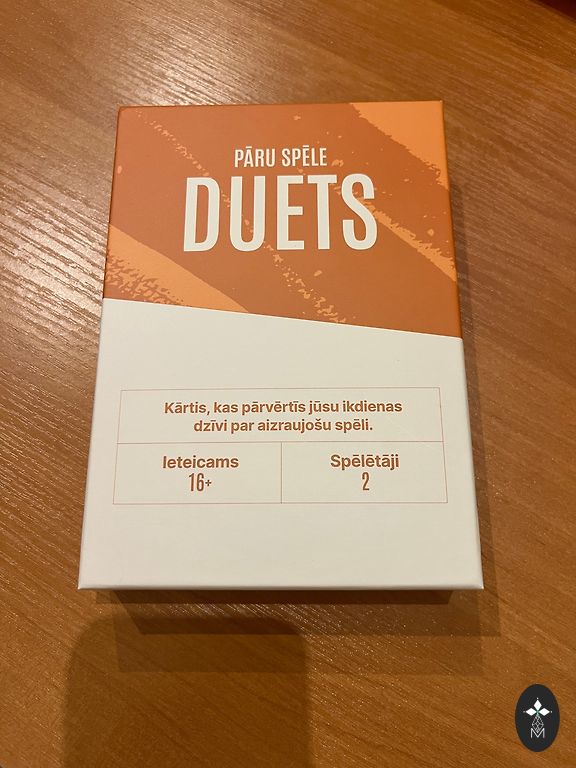 PĀRU SPĒLE
DUETS
Kārtis, kas pārvērtīs jūsu ikdienas
dzīvi par aizraujošu spēli.
Ieteicams
16+
Spēlētāji
2
M